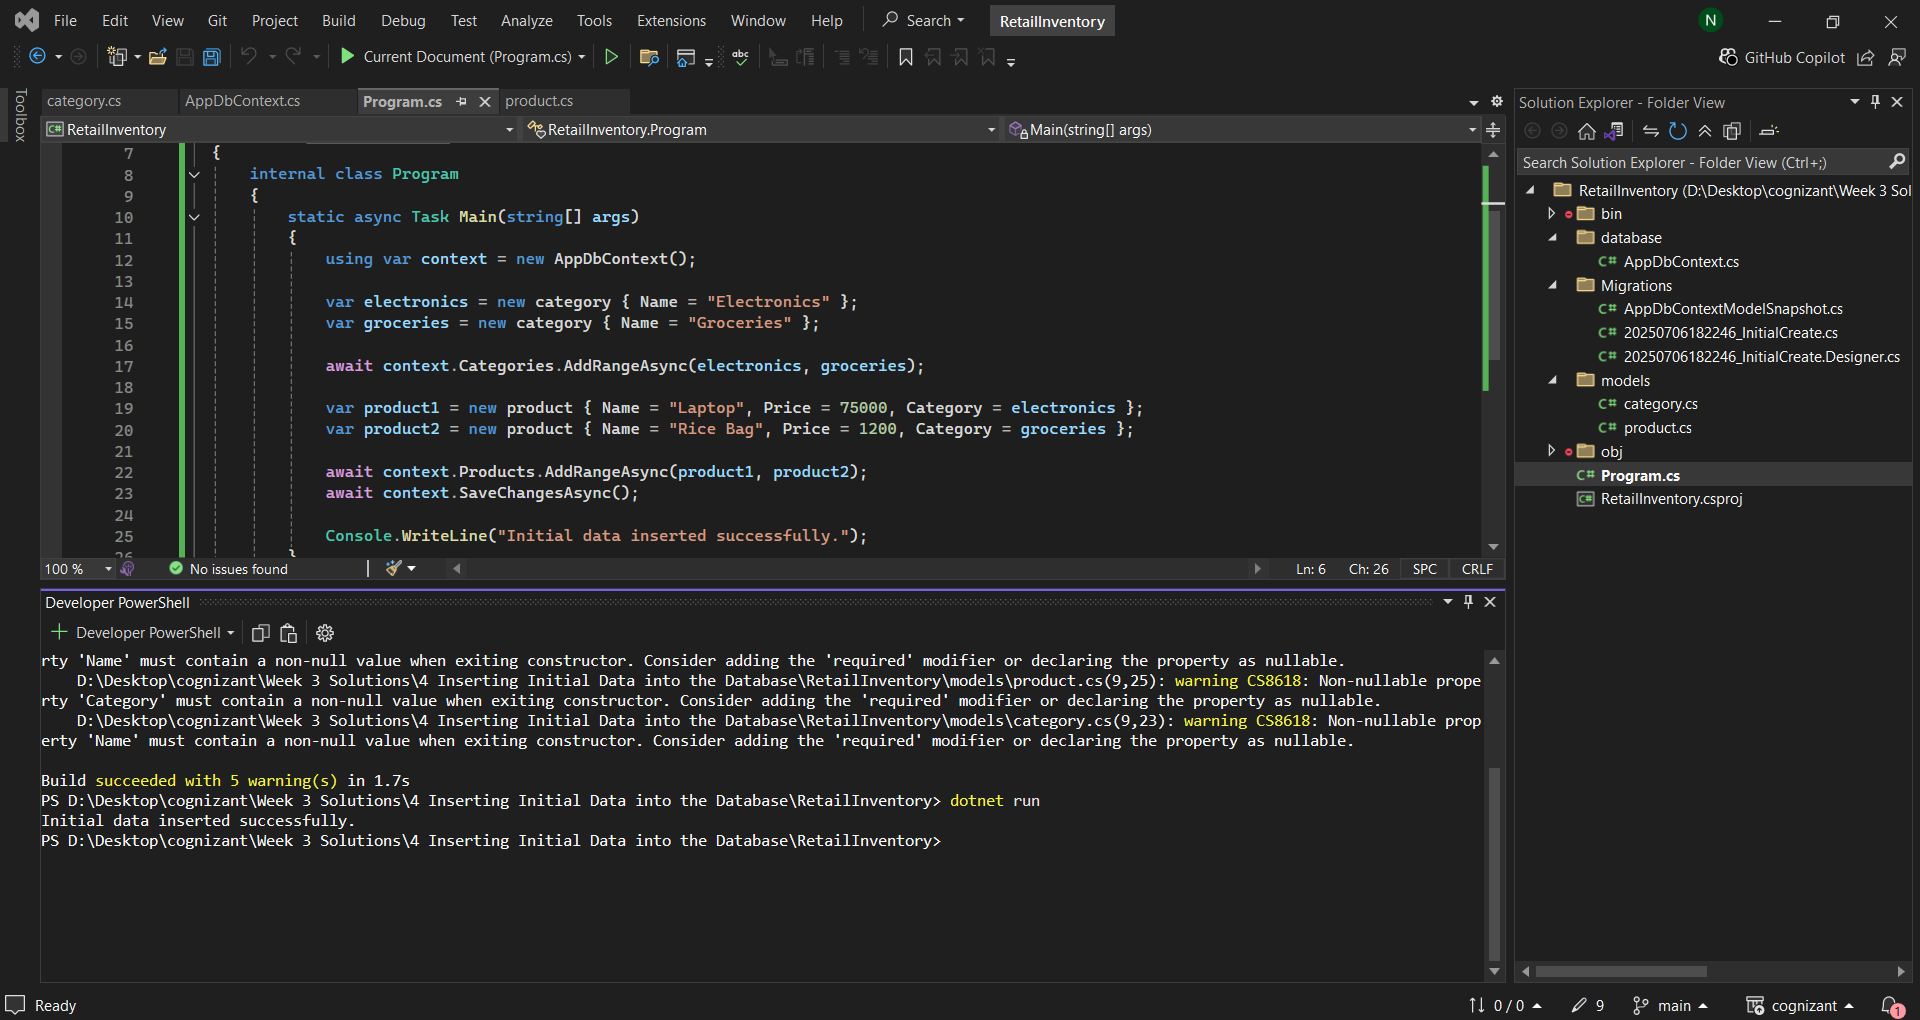 File Edit View Git Project Build Debug Test Analyze Tools Extensions Window Help Search RetailInventory N
Current Document (Program.cs) abc GitHub Copilot
Toolbox
category.cs AppDbContext.cs Program.cs product.cs
RetailInventory RetailInventory.Program Main(string[] args)
7 {
8 internal class Program
9 {
10 static async Task Main(string[] args)
11 {
12 using var context = new AppDbContext();
13
14 var electronics = new category { Name = "Electronics" };
15 var groceries = new category { Name = "Groceries" };
16
17 await context.Categories.AddRangeAsync(electronics, groceries);
18
19 var product1 = new product { Name = "Laptop", Price = 75000, Category = electronics };
20 var product2 = new product { Name = "Rice Bag", Price = 1200, Category = groceries };
21
22 await context.Products.AddRangeAsync(product1, product2);
23 await context.SaveChangesAsync();
24
25 Console.WriteLine("Initial data inserted successfully.");
26 }
100 % No issues found Ln: 6 Ch: 26 SPC CRLF
Developer PowerShell
Developer PowerShell
rty 'Name' must contain a non-null value when exiting constructor. Consider adding the 'required' modifier or declaring the property as nullable.
D:\Desktop\cognizant\Week 3 Solutions\4 Inserting Initial Data into the Database\RetailInventory\models\product.cs(9,25): warning CS8618: Non-nullable prope
rty 'Category' must contain a non-null value when exiting constructor. Consider adding the 'required' modifier or declaring the property as nullable.
D:\Desktop\cognizant\Week 3 Solutions\4 Inserting Initial Data into the Database\RetailInventory\models\category.cs(9,23): warning CS8618: Non-nullable prop
erty 'Name' must contain a non-null value when exiting constructor. Consider adding the 'required' modifier or declaring the property as nullable.
Build succeeded with 5 warning(s) in 1.7s
PS D:\Desktop\cognizant\Week 3 Solutions\4 Inserting Initial Data into the Database\RetailInventory> dotnet run
Initial data inserted successfully.
PS D:\Desktop\cognizant\Week 3 Solutions\4 Inserting Initial Data into the Database\RetailInventory>
Solution Explorer - Folder View
Search Solution Explorer - Folder View (Ctrl+;)
RetailInventory (D:\Desktop\cognizant\Week 3 Sol
bin
database
C# AppDbContext.cs
Migrations
C# AppDbContextModelSnapshot.cs
C# 20250706182246_InitialCreate.cs
C# 20250706182246_InitialCreate.Designer.cs
models
C# category.cs
C# product.cs
obj
C# Program.cs
C# RetailInventory.csproj
Ready 0 / 0 9 main cognizant 1